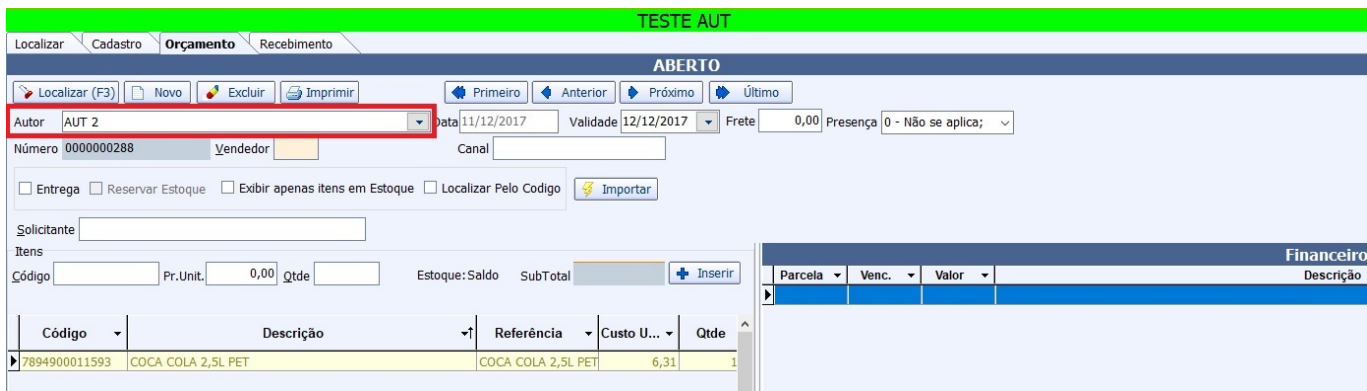 TESTE AUT
Localizar Cadastro Orçamento Recebimento
ABERTO
Localizar (F3) Novo Excluir Imprimir Primeiro Anterior Próximo Último
Autor AUT 2 Data 11/12/2017 Validade 12/12/2017 Frete 0,00 Presença 0 - Não se aplica;
Número 0000000288 Vendedor Canal
Entrega Reservar Estoque Exibir apenas itens em Estoque Localizar Pelo Codigo Importar
Solicitante
Itens Financeiro
Código Pr.Unit. 0,00 Qtde Estoque: Saldo SubTotal Inserir Parcela Venc. Valor Descrição
Código Descrição Referência Custo U... Qtde
7894900011593 COCA COLA 2,5L PET COCA COLA 2,5L PET 6,31 1